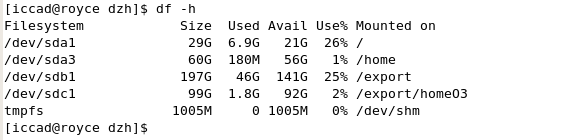 [iccad@royce dzh]$ df -h
Filesystem            Size  Used Avail Use% Mounted on
/dev/sda1              29G  6.9G   21G  26% /
/dev/sda3              60G  180M   56G   1% /home
/dev/sdb1             197G   46G  141G  25% /export
/dev/sdc1              99G  1.8G   92G   2% /export/homeO3
tmpfs                1005M     0 1005M   0% /dev/shm
[iccad@royce dzh]$